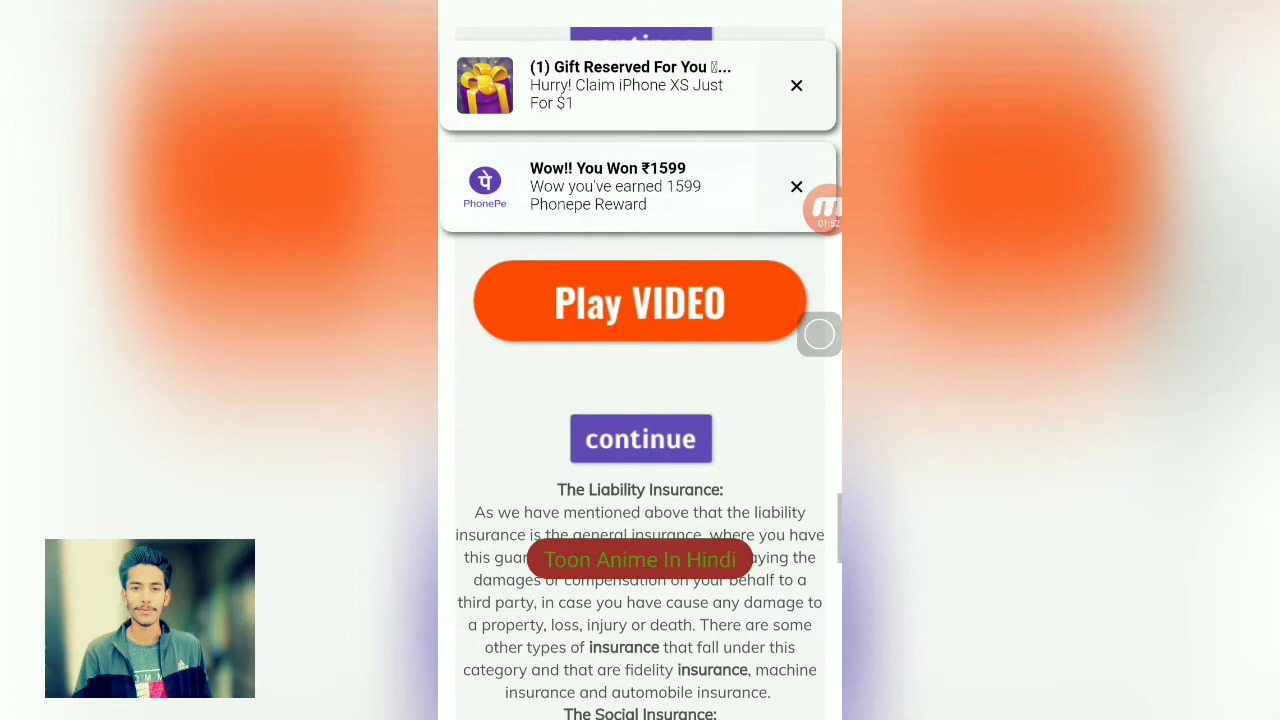 continue
(1) Gift Reserved For You ...
Hurry! Claim iPhone XS Just
For $1
Wow!! You Won ₹1599
Wow you've earned 1599
Phonepe Reward
पे
PhonePe
01:52
Play VIDEO
continue
The Liability Insurance:
As we have mentioned above that the liability
insurance is the general insurance, where you have
this guar aying the
Toon Anime In Hindi
damages or compensation on your behalf to a
third party, in case you have cause any damage to
a property, loss, injury or death. There are some
other types of insurance that fall under this
category and that are fidelity insurance, machine
insurance and automobile insurance.
The Social Insurance: